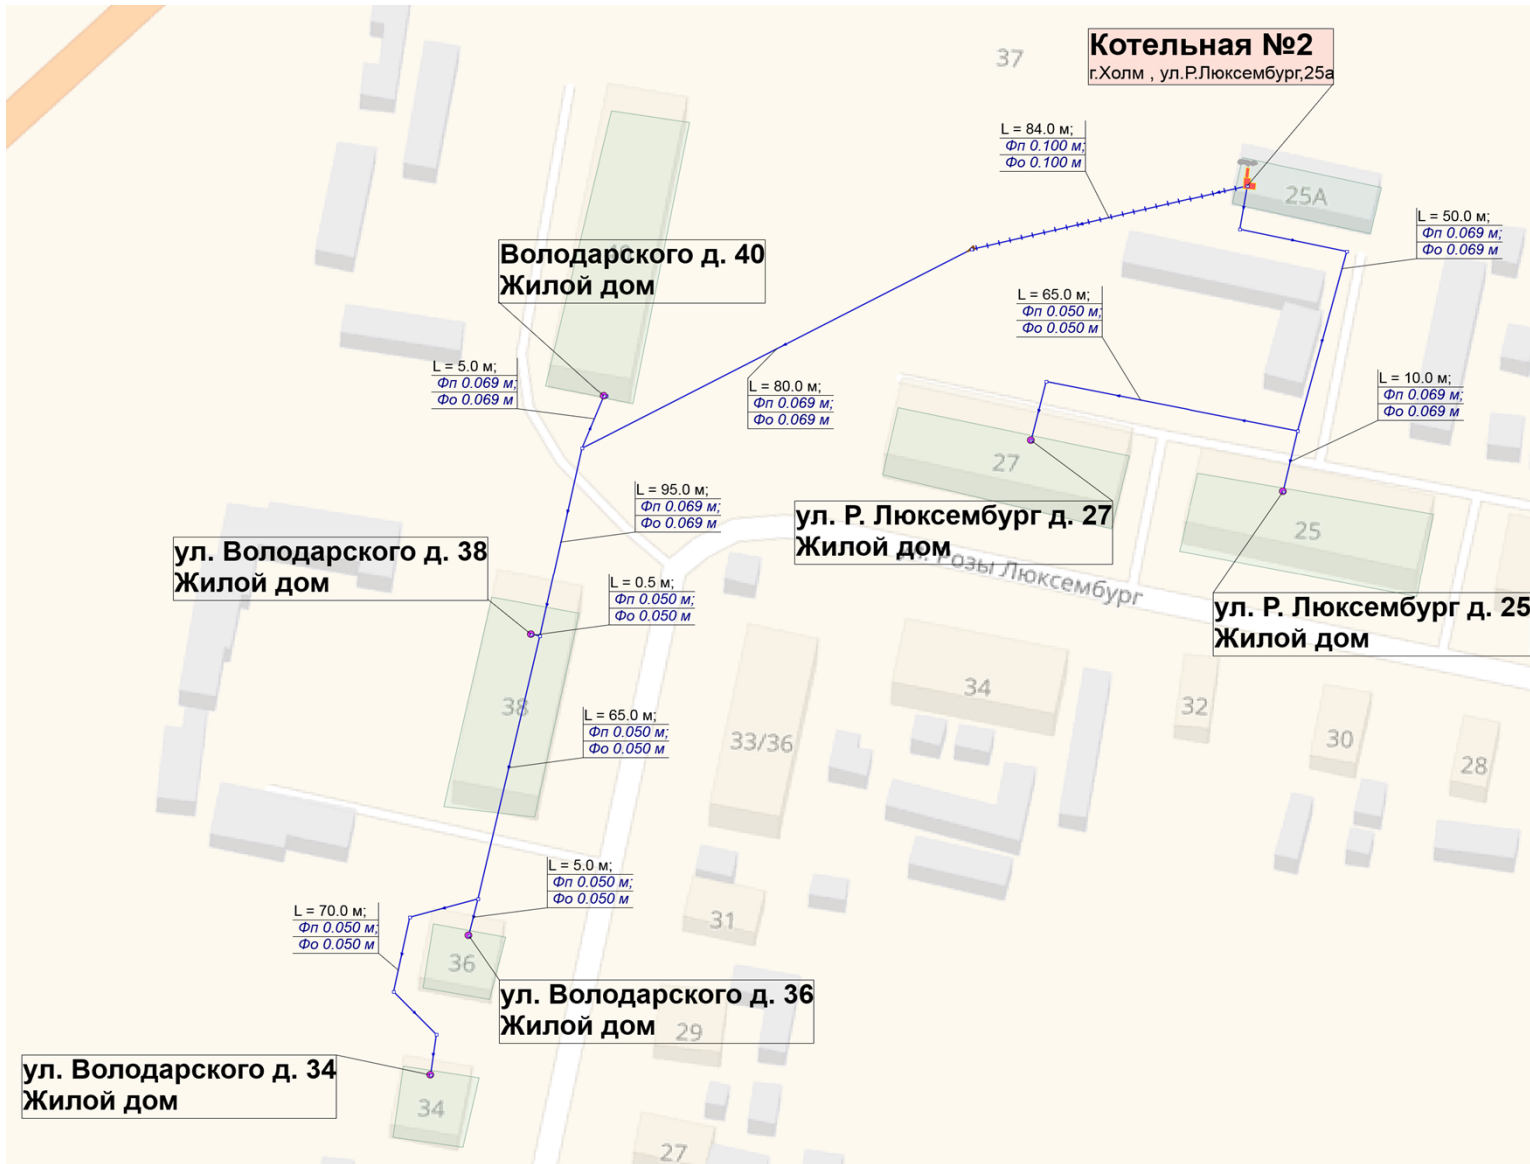 37
Котельная №2
г.Холм , ул.Р.Люксембург,25а
L = 84.0 м;
Фп 0.100 м;
Фо 0.100 м
25А
L = 50.0 м;
Фп 0.069 м;
Фо 0.069 м
Володарского д. 40
Жилой дом
L = 65.0 м;
Фп 0.050 м;
Фо 0.050 м
L = 5.0 м;
Фп 0.069 м;
Фо 0.069 м
L = 80.0 м;
Фп 0.069 м;
Фо 0.069 м
L = 10.0 м;
Фп 0.069 м;
Фо 0.069 м
27
L = 95.0 м;
Фп 0.069 м;
Фо 0.069 м
ул. Р. Люксембург д. 27
Жилой дом
25
ул. Володарского д. 38
Жилой дом
Розы Люксембург
L = 0.5 м;
Фп 0.050 м;
Фо 0.050 м
ул. Р. Люксембург д. 25
Жилой дом
38
34
32
L = 65.0 м;
Фп 0.050 м;
Фо 0.050 м
33/36
30
28
L = 5.0 м;
Фп 0.050 м;
Фо 0.050 м
L = 70.0 м;
Фп 0.050 м;
Фо 0.050 м
31
36
ул. Володарского д. 36
Жилой дом
29
ул. Володарского д. 34
Жилой дом
34
27